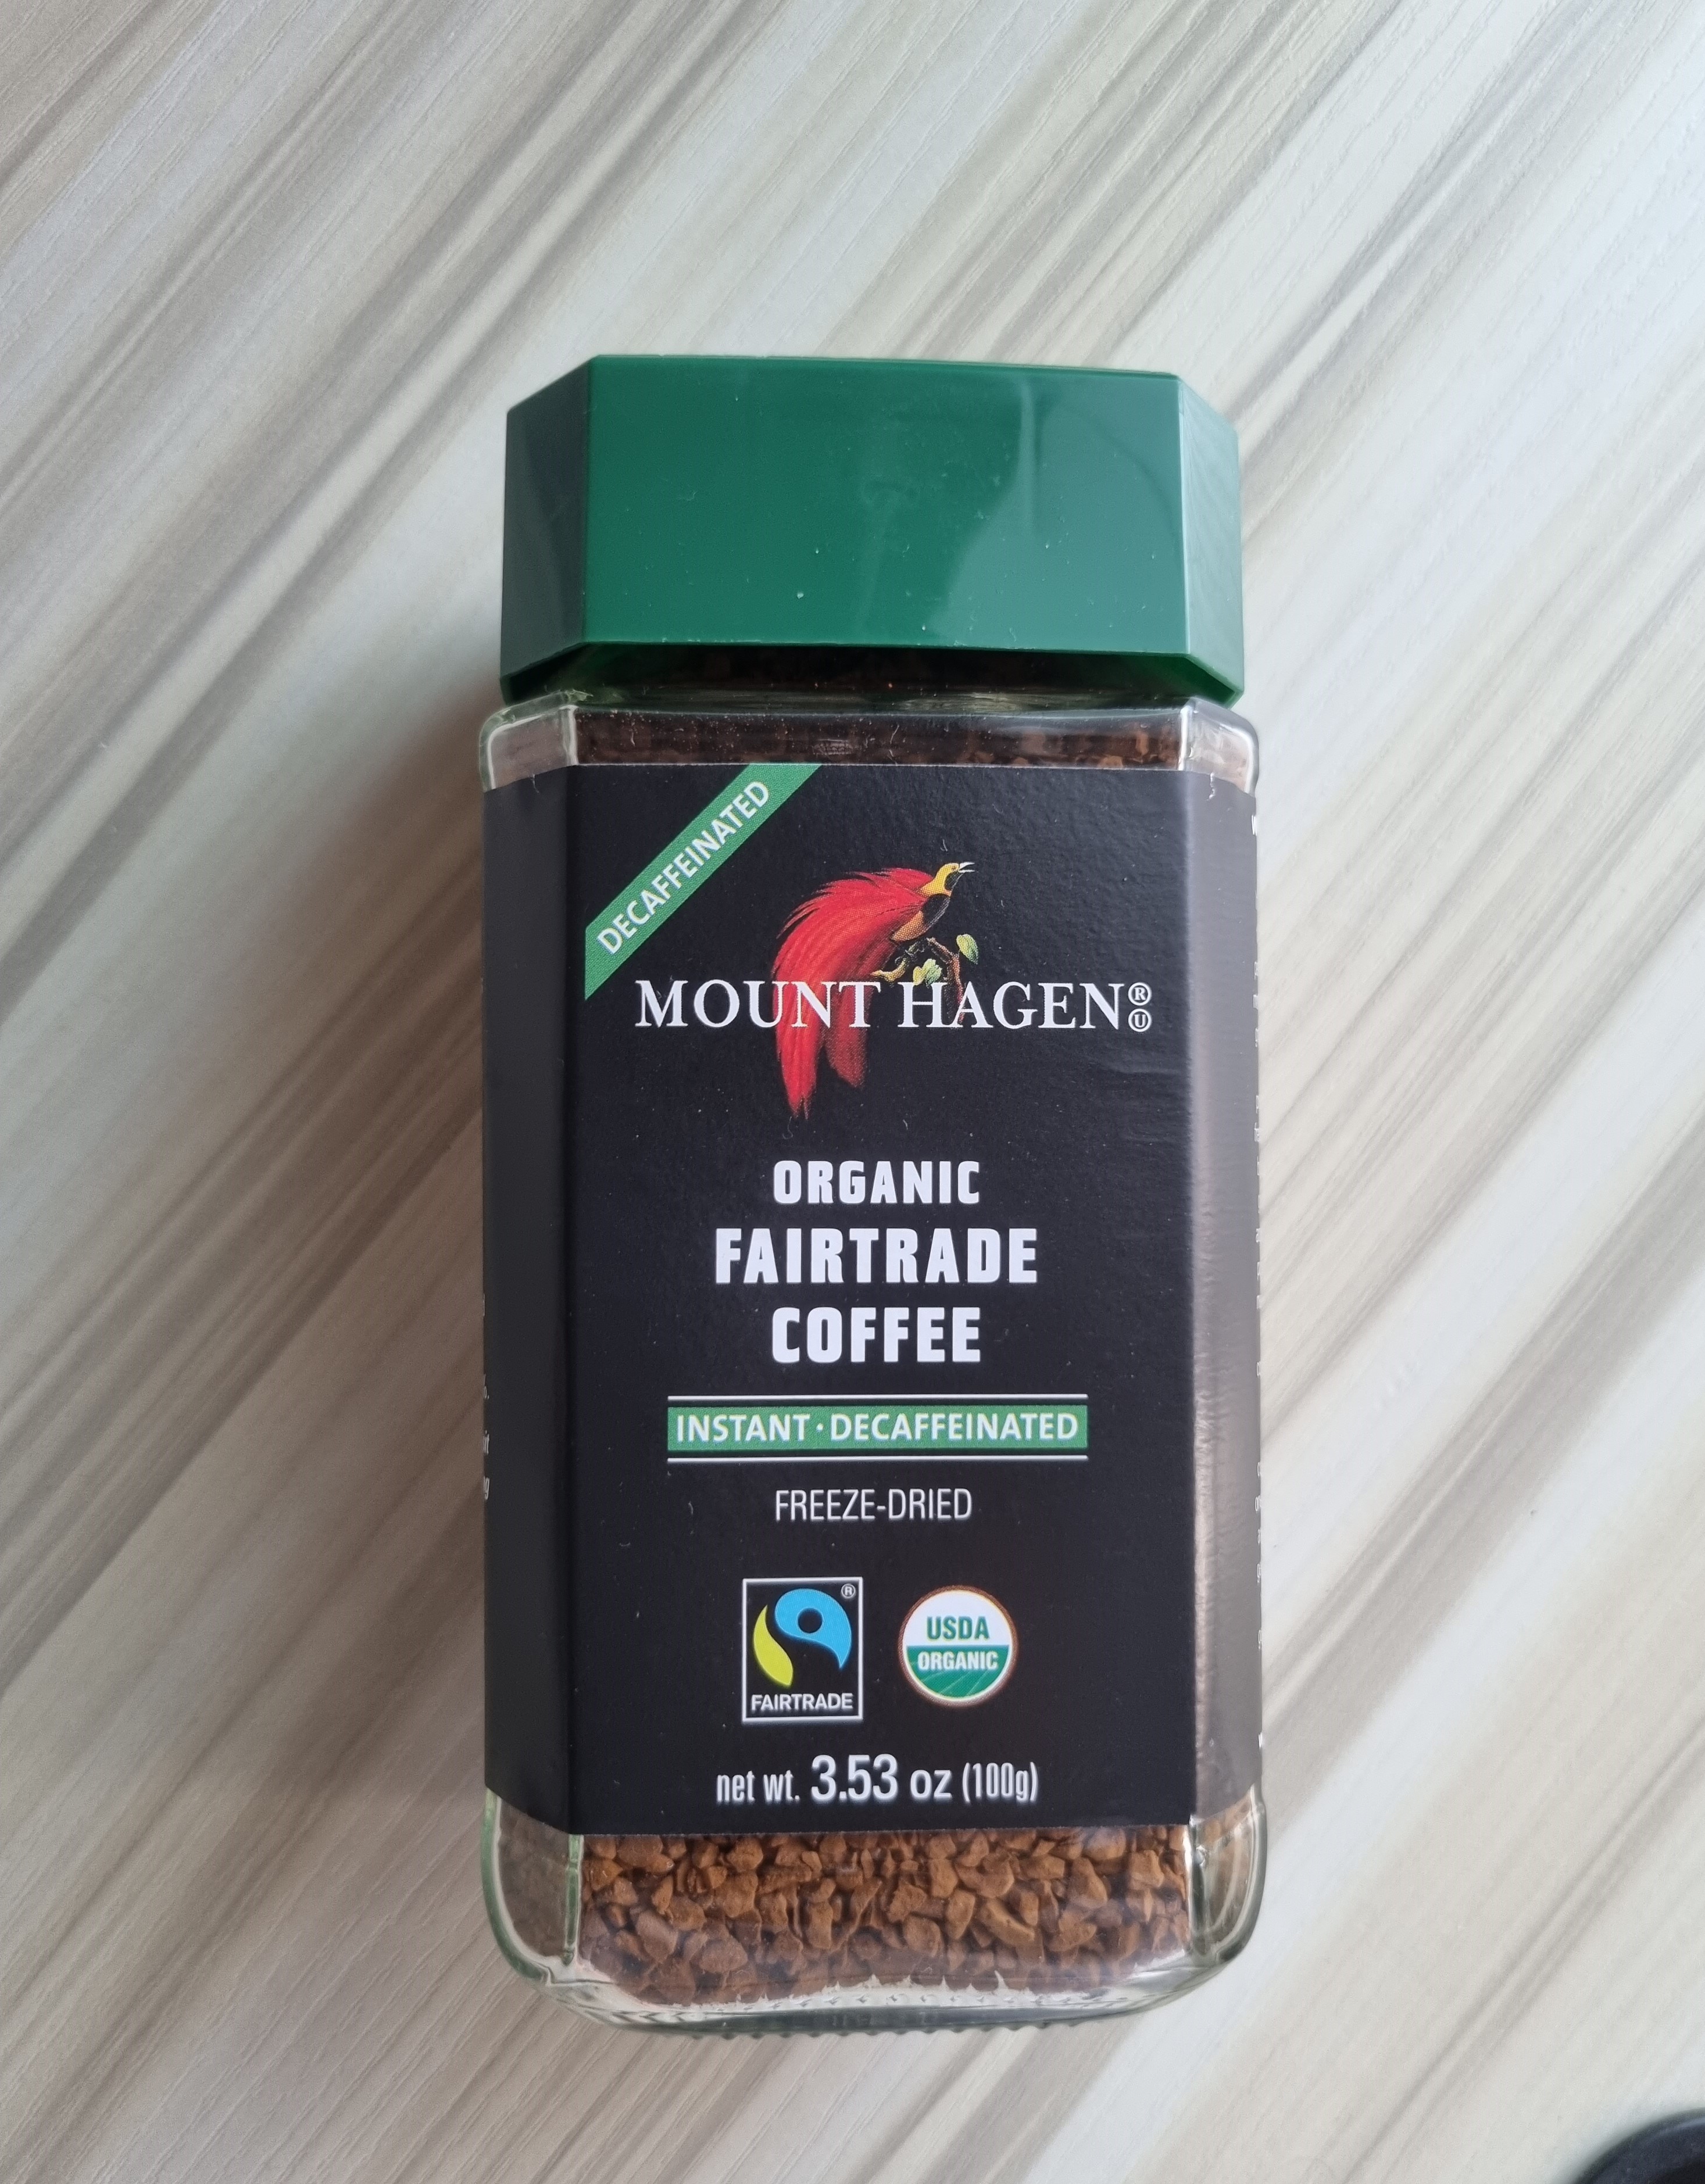 DECAFFEINATED
MOUNT HAGEN®
Ⓤ
ORGANIC
FAIRTRADE
COFFEE
INSTANT · DECAFFEINATED
FREEZE-DRIED
®
FAIRTRADE
USDA
ORGANIC
net wt. 3.53 oz (100g)